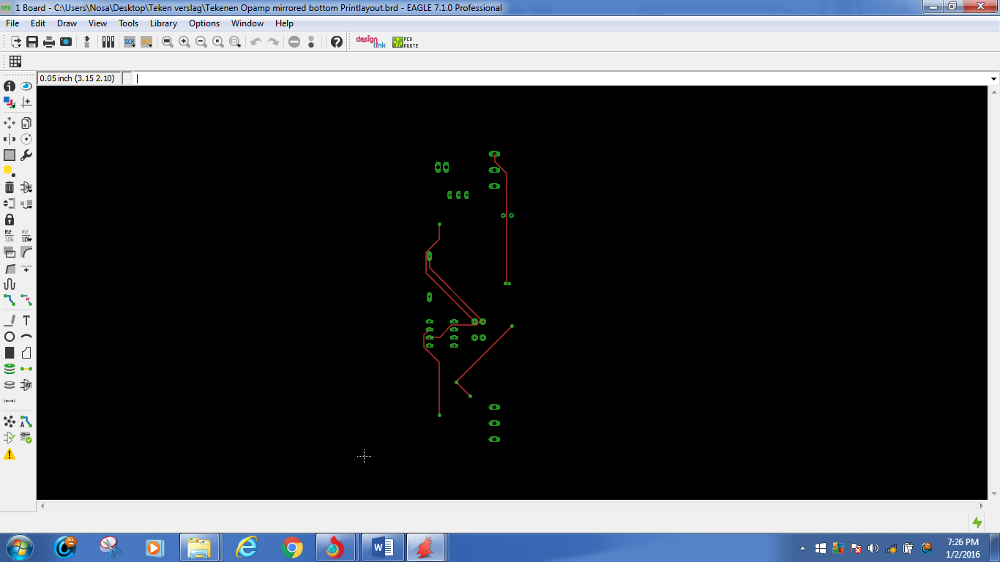 1 Board - C:\Users\Nosa\Desktop\Teken verslag\Tekenen Opamp mirrored bottom Printlayout.brd - EAGLE 7.1.0 Professional
File Edit Draw View Tools Library Options Window Help
SCR
design link
PCB QUOTE
0.05 inch (3.15 2.10)
R2 R2
10k 10k
T
A
W
7:26 PM
1/2/2016